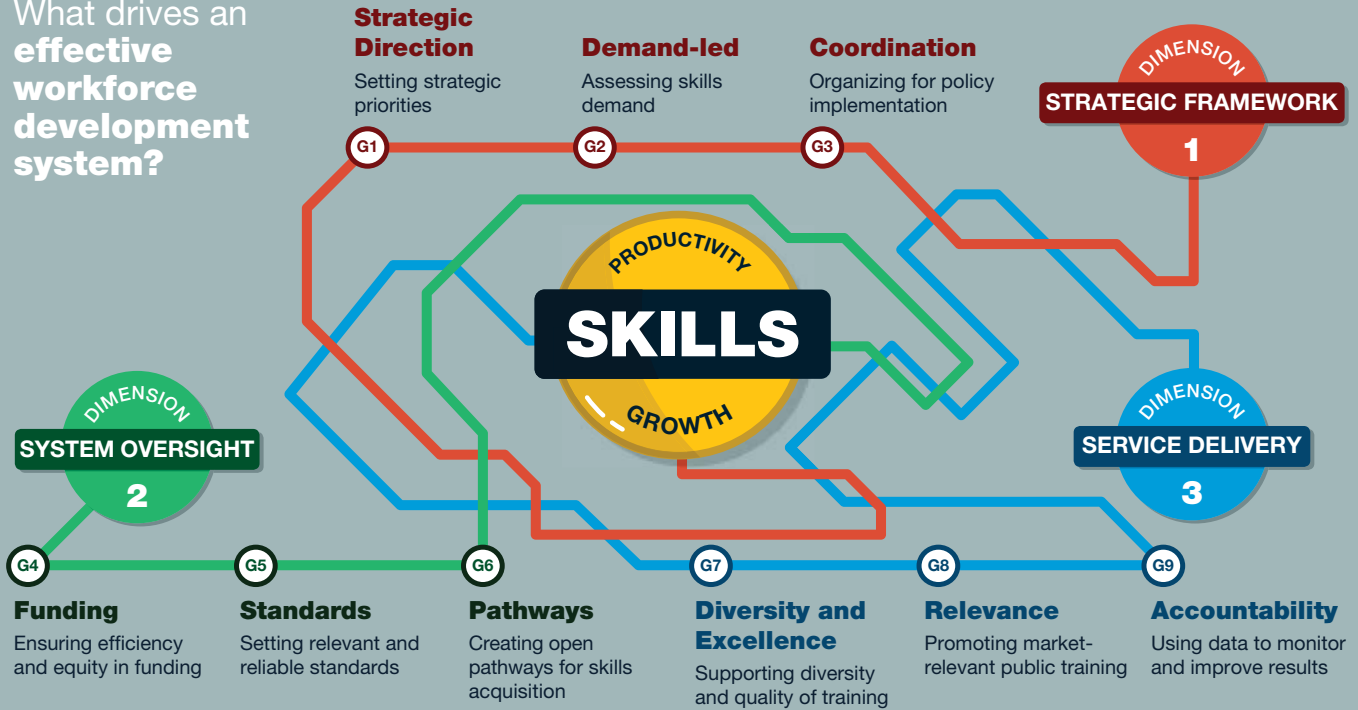 What drives an
effective
workforce
development
system?
Strategic
Direction
Setting strategic
priorities
Demand-led
Assessing skills
demand
Coordination
Organizing for policy
implementation
DIMENSION
STRATEGIC FRAMEWORK
1
G1
G2
G3
PRODUCTIVITY
SKILLS
GROWTH
DIMENSION
SYSTEM OVERSIGHT
2
DIMENSION
SERVICE DELIVERY
3
G4
G5
G6
G7
G8
G9
Funding
Ensuring efficiency
and equity in funding
Standards
Setting relevant and
reliable standards
Pathways
Creating open
pathways for skills
acquisition
Diversity and
Excellence
Supporting diversity
and quality of training
Relevance
Promoting market-
relevant public training
Accountability
Using data to monitor
and improve results